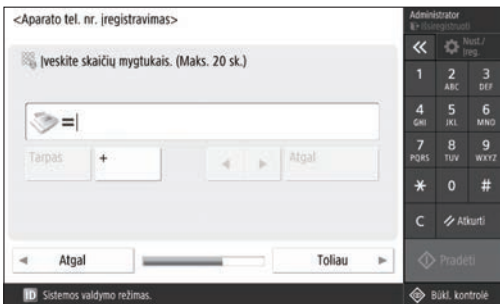 <Aparato tel. nr. įregistravimas>
Įveskite skaičių mygtukais. (Maks. 20 sk.)
=
Tarpas
+
Atgal
Atgal
Toliau
ID Sistemos valdymo režimas.
Administrator
Išsiregistruoti
Nust./
Įreg.
1
2
ABC
3
DEF
4
GHI
5
JKL
6
MNO
7
PQRS
8
TUV
9
WXYZ
*
0
#
C
Atkurti
Pradėti
Būkl. kontrolė